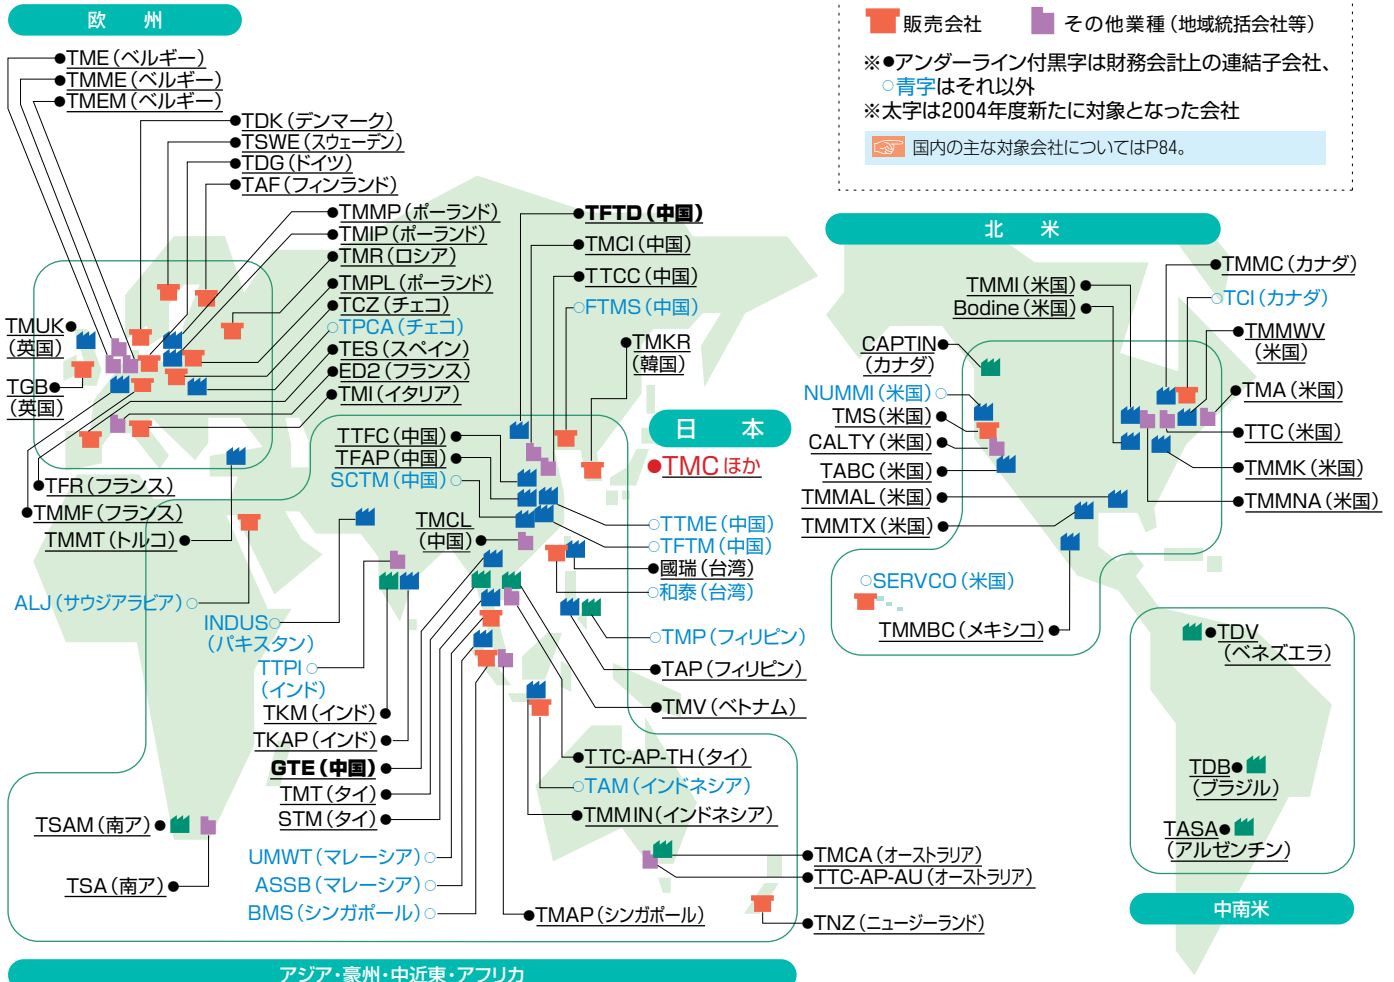 欧　州
TME（ベルギー）
TMME（ベルギー）
TMEM（ベルギー）
TDK（デンマーク）
TSWE（スウェーデン）
TDG（ドイツ）
TAF（フィンランド）
TMMP（ポーランド）
TMIP（ポーランド）
TMR（ロシア）
TMPL（ポーランド）
TCZ（チェコ）
TPCA（チェコ）
TES（スペイン）
ED2（フランス）
TMI（イタリア）
TMUK
（英国）
TGB
（英国）
TFR（フランス）
TMMF（フランス）
TMMT（トルコ）
販売会社
その他業種（地域統括会社等）
※●アンダーライン付黒字は財務会計上の連結子会社、
○青字はそれ以外
※太字は2004年度新たに対象となった会社
国内の主な対象会社についてはP84。
TFTD（中国）
TMCI（中国）
TTCC（中国）
FTMS（中国）
TMKR
（韓国）
日　本
TMCほか
TTFC（中国）
TFAP（中国）
SCTM（中国）
TMCL
（中国）
TTME（中国）
TFTM（中国）
國瑞（台湾）
和泰（台湾）
TMP（フィリピン）
TAP（フィリピン）
TMV（ベトナム）
TTC-AP-TH（タイ）
TAM（インドネシア）
TMMIN（インドネシア）
ALJ（サウジアラビア）
INDUS
（パキスタン）
TTPI
（インド）
TKM（インド）
TKAP（インド）
GTE（中国）
TMT（タイ）
STM（タイ）
UMWT（マレーシア）
ASSB（マレーシア）
BMS（シンガポール）
TMAP（シンガポール）
TSAM（南ア）
TSA（南ア）
TMCA（オーストラリア）
TTC-AP-AU（オーストラリア）
TNZ（ニュージーランド）
アジア・豪州・中近東・アフリカ
北　米
TMMC（カナダ）
TMMI（米国）
TCI（カナダ）
Bodine（米国）
TMMWV
（米国）
CAPTIN
（カナダ）
NUMMI（米国）
TMA（米国）
TMS（米国）
TTC（米国）
CALTY（米国）
TABC（米国）
TMMK（米国）
TMMAL（米国）
TMMNA（米国）
TMMTX（米国）
SERVCO（米国）
TMMBC（メキシコ）
TDV
（ベネズエラ）
TDB
（ブラジル）
TASA
（アルゼンチン）
中南米